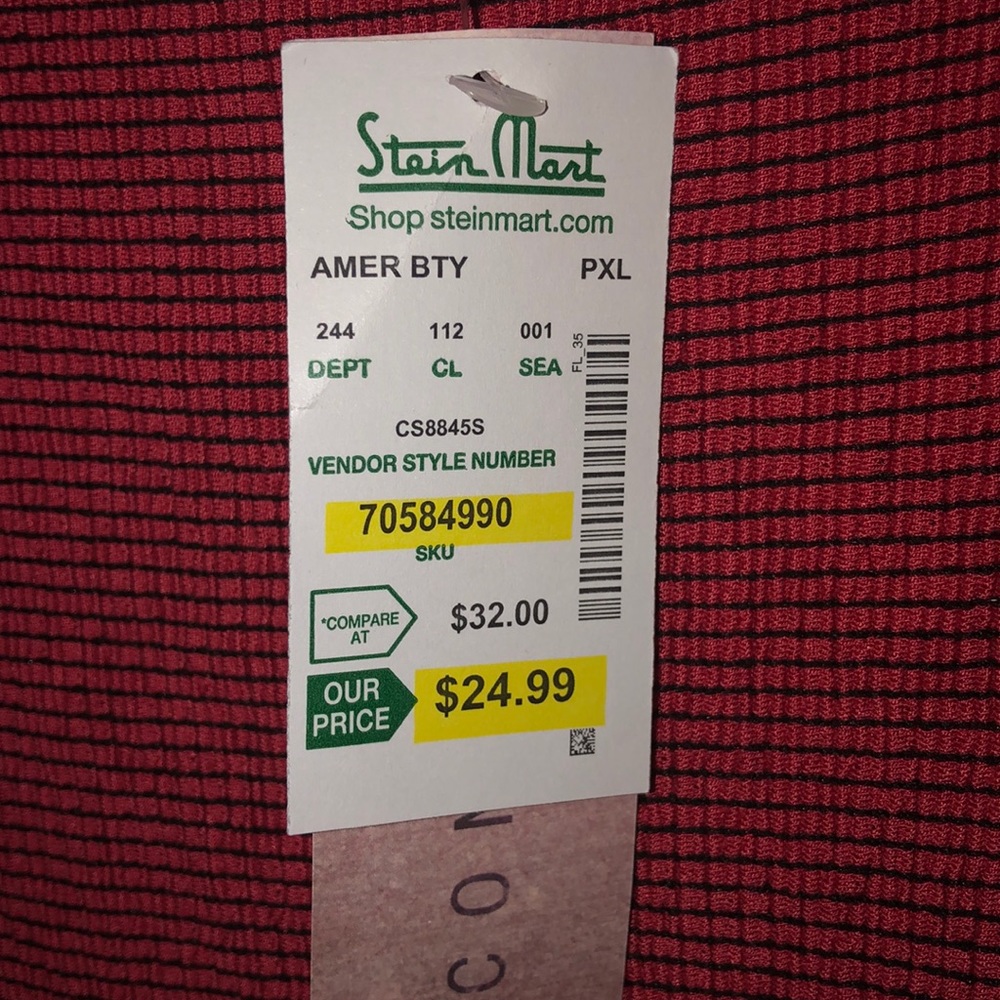 Stein Mart
Shop steinmart.com
AMER BTY PXL
244 112 001
DEPT CL SEA
FL_35
CS8845S
VENDOR STYLE NUMBER
70584990
SKU
*COMPARE
AT
$32.00
OUR
PRICE
$24.99
CON